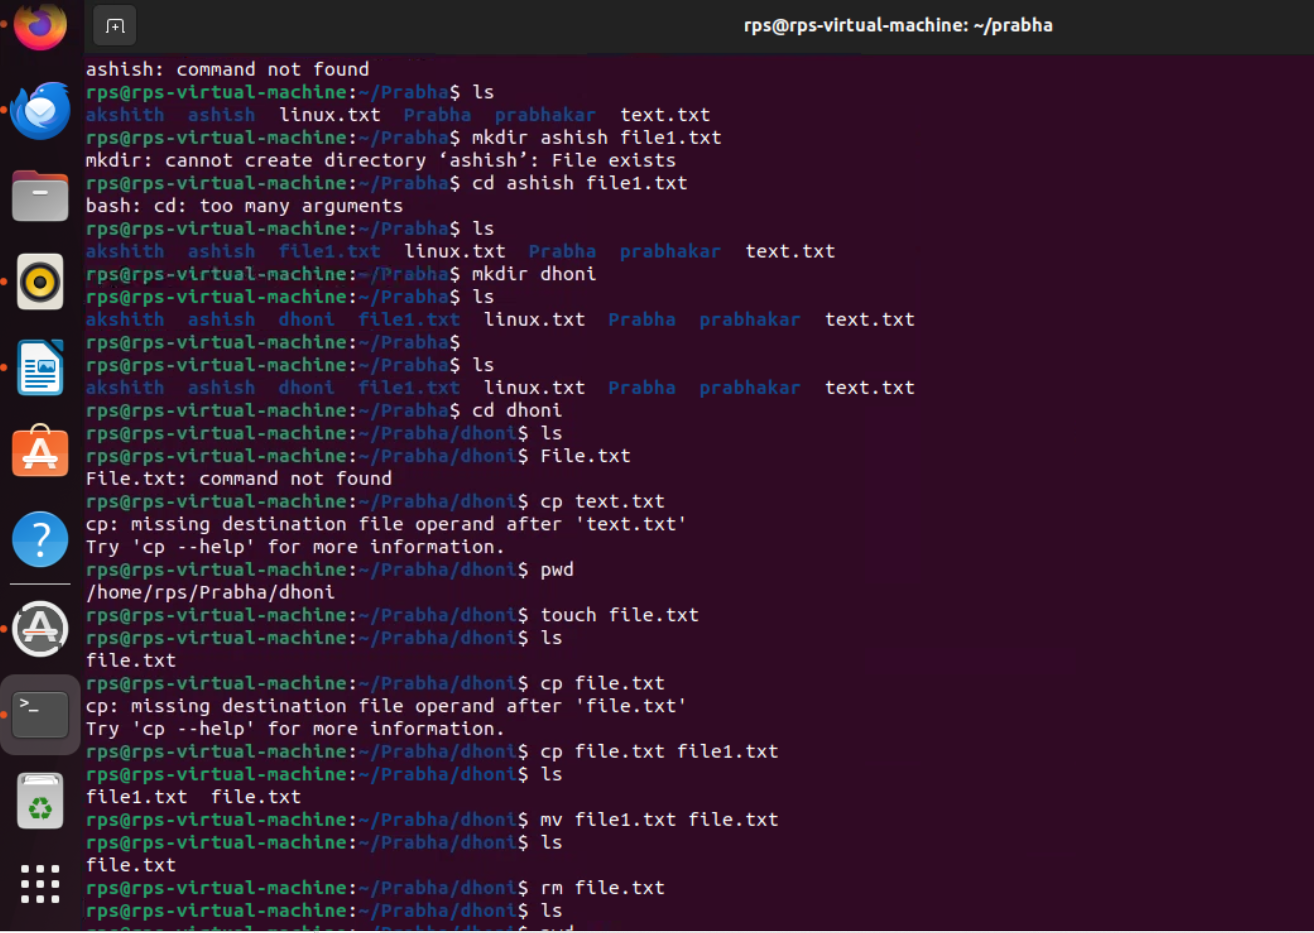 rps@rps-virtual-machine: ~/prabha
ashish: command not found
rps@rps-virtual-machine:~/Prabha$ ls
akshith  ashish  linux.txt  Prabha  prabhakar  text.txt
rps@rps-virtual-machine:~/Prabha$ mkdir ashish file1.txt
mkdir: cannot create directory ‘ashish’: File exists
rps@rps-virtual-machine:~/Prabha$ cd ashish file1.txt
bash: cd: too many arguments
rps@rps-virtual-machine:~/Prabha$ ls
akshith  ashish  file1.txt  linux.txt  Prabha  prabhakar  text.txt
rps@rps-virtual-machine:~/Prabha$ mkdir dhoni
rps@rps-virtual-machine:~/Prabha$ ls
akshith  ashish  dhoni  file1.txt  linux.txt  Prabha  prabhakar  text.txt
rps@rps-virtual-machine:~/Prabha$
rps@rps-virtual-machine:~/Prabha$ ls
akshith  ashish  dhoni  file1.txt  linux.txt  Prabha  prabhakar  text.txt
rps@rps-virtual-machine:~/Prabha$ cd dhoni
rps@rps-virtual-machine:~/Prabha/dhoni$ ls
rps@rps-virtual-machine:~/Prabha/dhoni$ File.txt
File.txt: command not found
rps@rps-virtual-machine:~/Prabha/dhoni$ cp text.txt
cp: missing destination file operand after 'text.txt'
Try 'cp --help' for more information.
rps@rps-virtual-machine:~/Prabha/dhoni$ pwd
/home/rps/Prabha/dhoni
rps@rps-virtual-machine:~/Prabha/dhoni$ touch file.txt
rps@rps-virtual-machine:~/Prabha/dhoni$ ls
file.txt
rps@rps-virtual-machine:~/Prabha/dhoni$ cp file.txt
cp: missing destination file operand after 'file.txt'
Try 'cp --help' for more information.
rps@rps-virtual-machine:~/Prabha/dhoni$ cp file.txt file1.txt
rps@rps-virtual-machine:~/Prabha/dhoni$ ls
file1.txt  file.txt
rps@rps-virtual-machine:~/Prabha/dhoni$ mv file1.txt file.txt
rps@rps-virtual-machine:~/Prabha/dhoni$ ls
file.txt
rps@rps-virtual-machine:~/Prabha/dhoni$ rm file.txt
rps@rps-virtual-machine:~/Prabha/dhoni$ ls